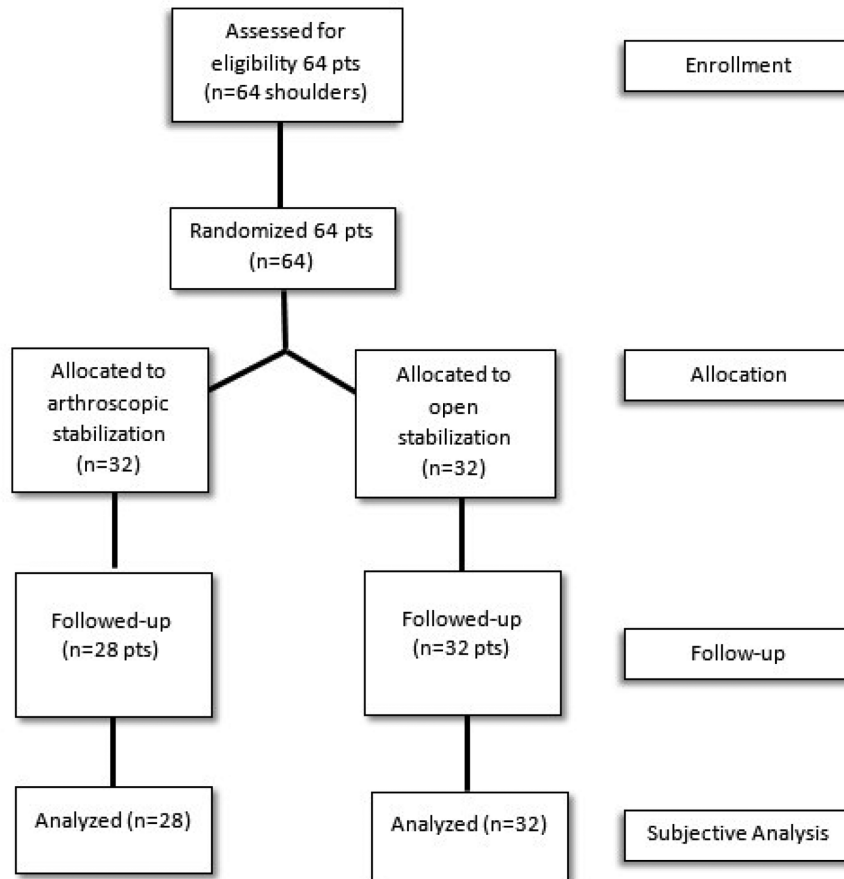 Assessed for
eligibility 64 pts
(n=64 shoulders)
Enrollment
Randomized 64 pts
(n=64)
Allocated to
arthroscopic
stabilization
(n=32)
Allocated to
open
stabilization
(n=32)
Allocation
Followed-up
(n=28 pts)
Followed-up
(n=32 pts)
Follow-up
Analyzed (n=28)
Analyzed (n=32)
Subjective Analysis